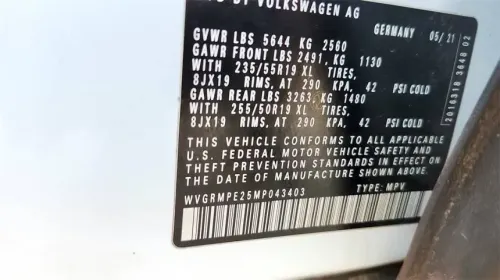 BY VOLKSWAGEN AG
GERMANY 05/21
GVWR LBS 5644 KG 2560
GAWR FRONT LBS 2491, KG 1130
WITH 235/55R19 XL TIRES,
8JX19 RIMS, AT 290 KPA, 42 PSI COLD
GAWR REAR LBS 3263, KG 1480
WITH 255/50R19 XL TIRES,
8JX19 RIMS, AT 290 KPA, 42 PSI COLD
THIS VEHICLE CONFORMS TO ALL APPLICABLE
U.S. FEDERAL MOTOR VEHICLE SAFETY AND
THEFT PREVENTION STANDARDS IN EFFECT ON THE
DATE OF MANUFACTURE SHOWN ABOVE.
WVGRMPE25MP043403 TYPE: MPV
2016318 3648 02